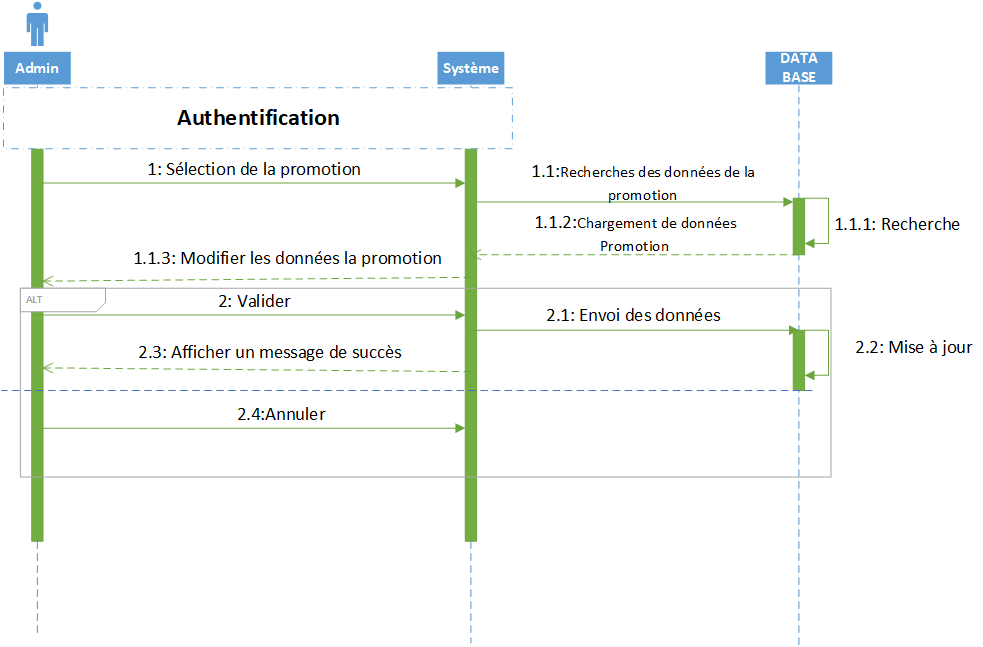 Admin
Système
DATA
BASE
Authentification
1: Sélection de la promotion
1.1:Recherches des données de la
promotion
1.1.2:Chargement de données
Promotion
1.1.1: Recherche
1.1.3: Modifier les données la promotion
ALT
2: Valider
2.1: Envoi des données
2.2: Mise à jour
2.3: Afficher un message de succès
2.4:Annuler